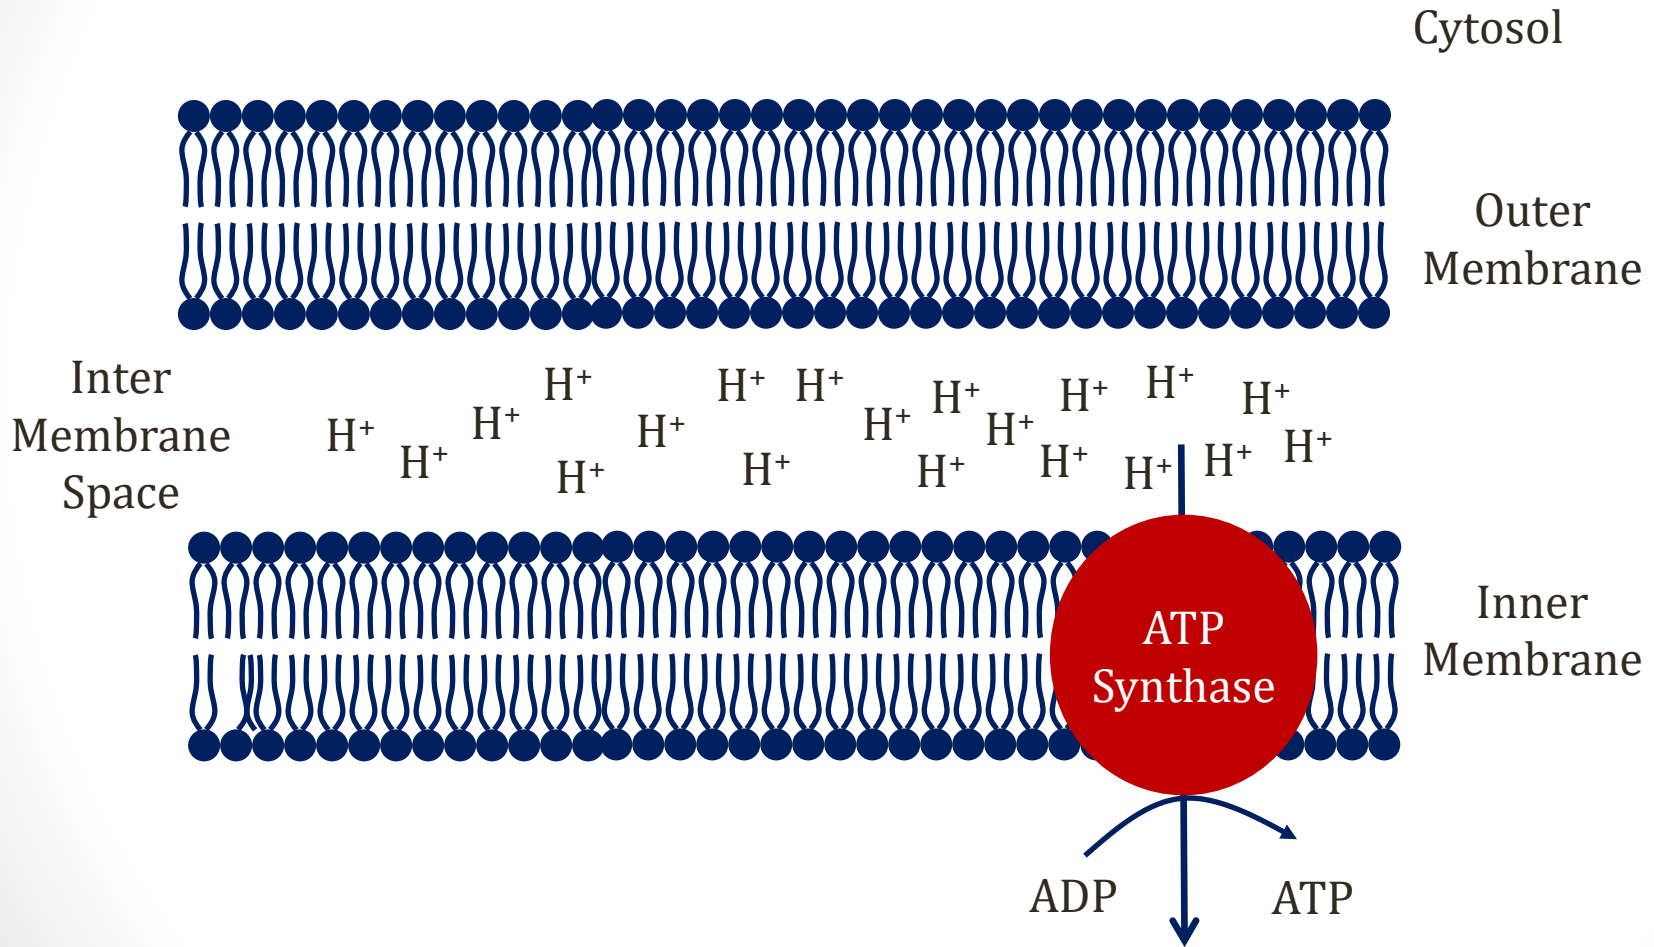 Cytosol
Outer
Membrane
Inter
Membrane
Space
H⁺ H⁺ H⁺ H⁺ H⁺ H⁺ H⁺ H⁺ H⁺ H⁺ H⁺ H⁺ H⁺ H⁺ H⁺ H⁺ H⁺ H⁺ H⁺ H⁺
Inner
Membrane
ATP
Synthase
ADP
ATP